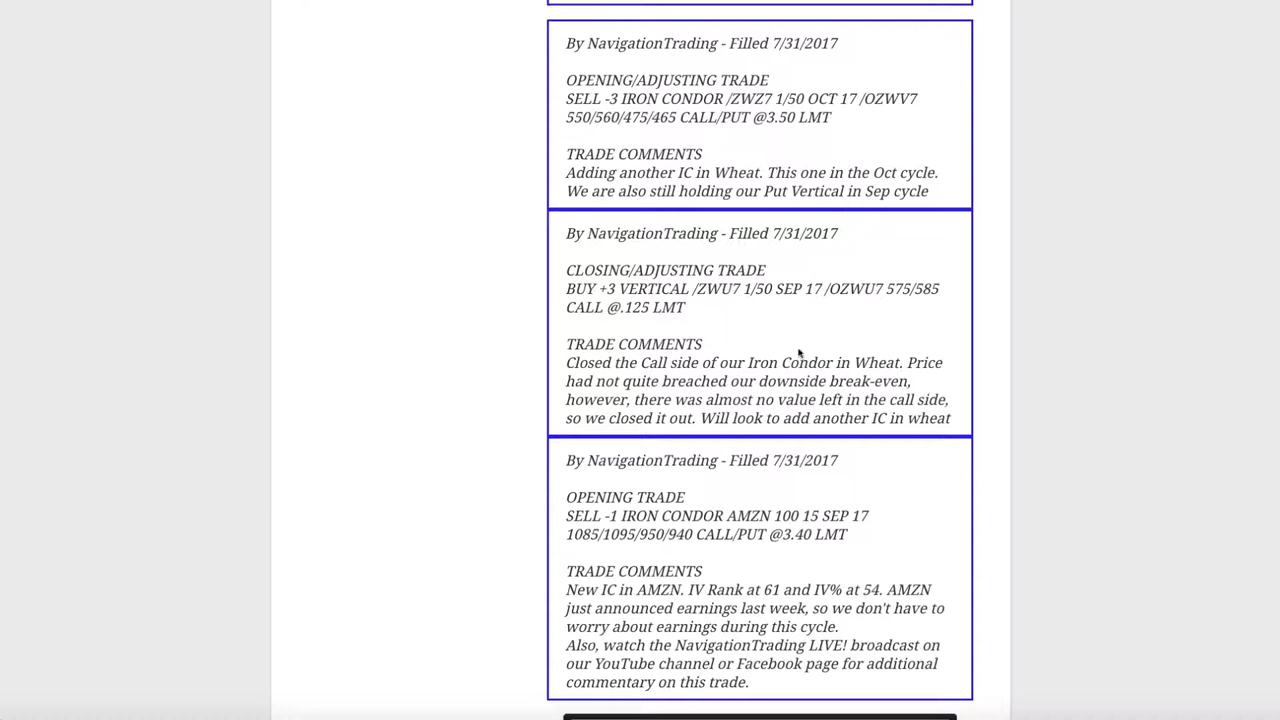 By NavigationTrading - Filled 7/31/2017
OPENING/ADJUSTING TRADE
SELL -3 IRON CONDOR /ZWZ7 1/50 OCT 17 /OZWV7
550/560/475/465 CALL/PUT @3.50 LMT
TRADE COMMENTS
Adding another IC in Wheat. This one in the Oct cycle.
We are also still holding our Put Vertical in Sep cycle
By NavigationTrading - Filled 7/31/2017
CLOSING/ADJUSTING TRADE
BUY +3 VERTICAL /ZWU7 1/50 SEP 17 /OZWU7 575/585
CALL @.125 LMT
TRADE COMMENTS
Closed the Call side of our Iron Condor in Wheat. Price
had not quite breached our downside break-even,
however, there was almost no value left in the call side,
so we closed it out. Will look to add another IC in wheat
By NavigationTrading - Filled 7/31/2017
OPENING TRADE
SELL -1 IRON CONDOR AMZN 100 15 SEP 17
1085/1095/950/940 CALL/PUT @3.40 LMT
TRADE COMMENTS
New IC in AMZN. IV Rank at 61 and IV% at 54. AMZN
just announced earnings last week, so we don't have to
worry about earnings during this cycle.
Also, watch the NavigationTrading LIVE! broadcast on
our YouTube channel or Facebook page for additional
commentary on this trade.